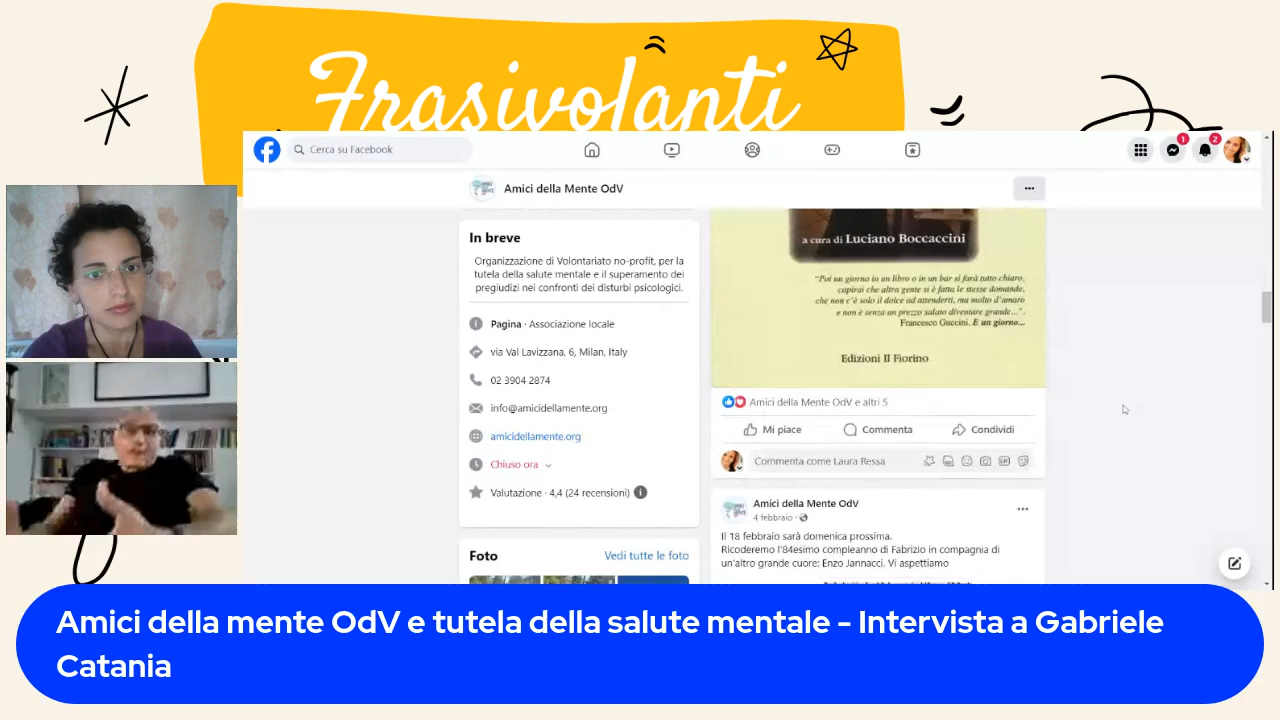 Frasivolanti
Cerca su Facebook
1
2
Amici della Mente OdV
In breve
Organizzazione di Volontariato no-profit, per la
tutela della salute mentale e il superamento dei
pregiudizi nei confronti dei disturbi psicologici.
Pagina · Associazione locale
via Val Lavizzana, 6, Milan, Italy
02 3904 2874
info@amicidellamente.org
amicidellamente.org
Chiuso ora
Valutazione · 4,4 (24 recensioni)
Foto
Vedi tutte le foto
a cura di Luciano Boccaccini
"Poi un giorno in un libro o in un bar si farà tutto chiaro,
capirai che altra gente si è fatta le stesse domande,
che non c'è solo il dolce ad attenderti, ma molto d'amaro
e non è senza un prezzo salato diventare grande...".
Francesco Guccini, E un giorno...
Edizioni Il Fiorino
Amici della Mente OdV e altri 5
Mi piace
Commenta
Condividi
Commenta come Laura Ressa
Amici della Mente OdV
4 febbraio ·
Il 18 febbraio sarà domenica prossima.
Ricoderemo l'84esimo compleanno di Fabrizio in compagnia di
un'altro grande cuore: Enzo Jannacci. Vi aspettiamo
Amici della mente OdV e tutela della salute mentale - Intervista a Gabriele
Catania